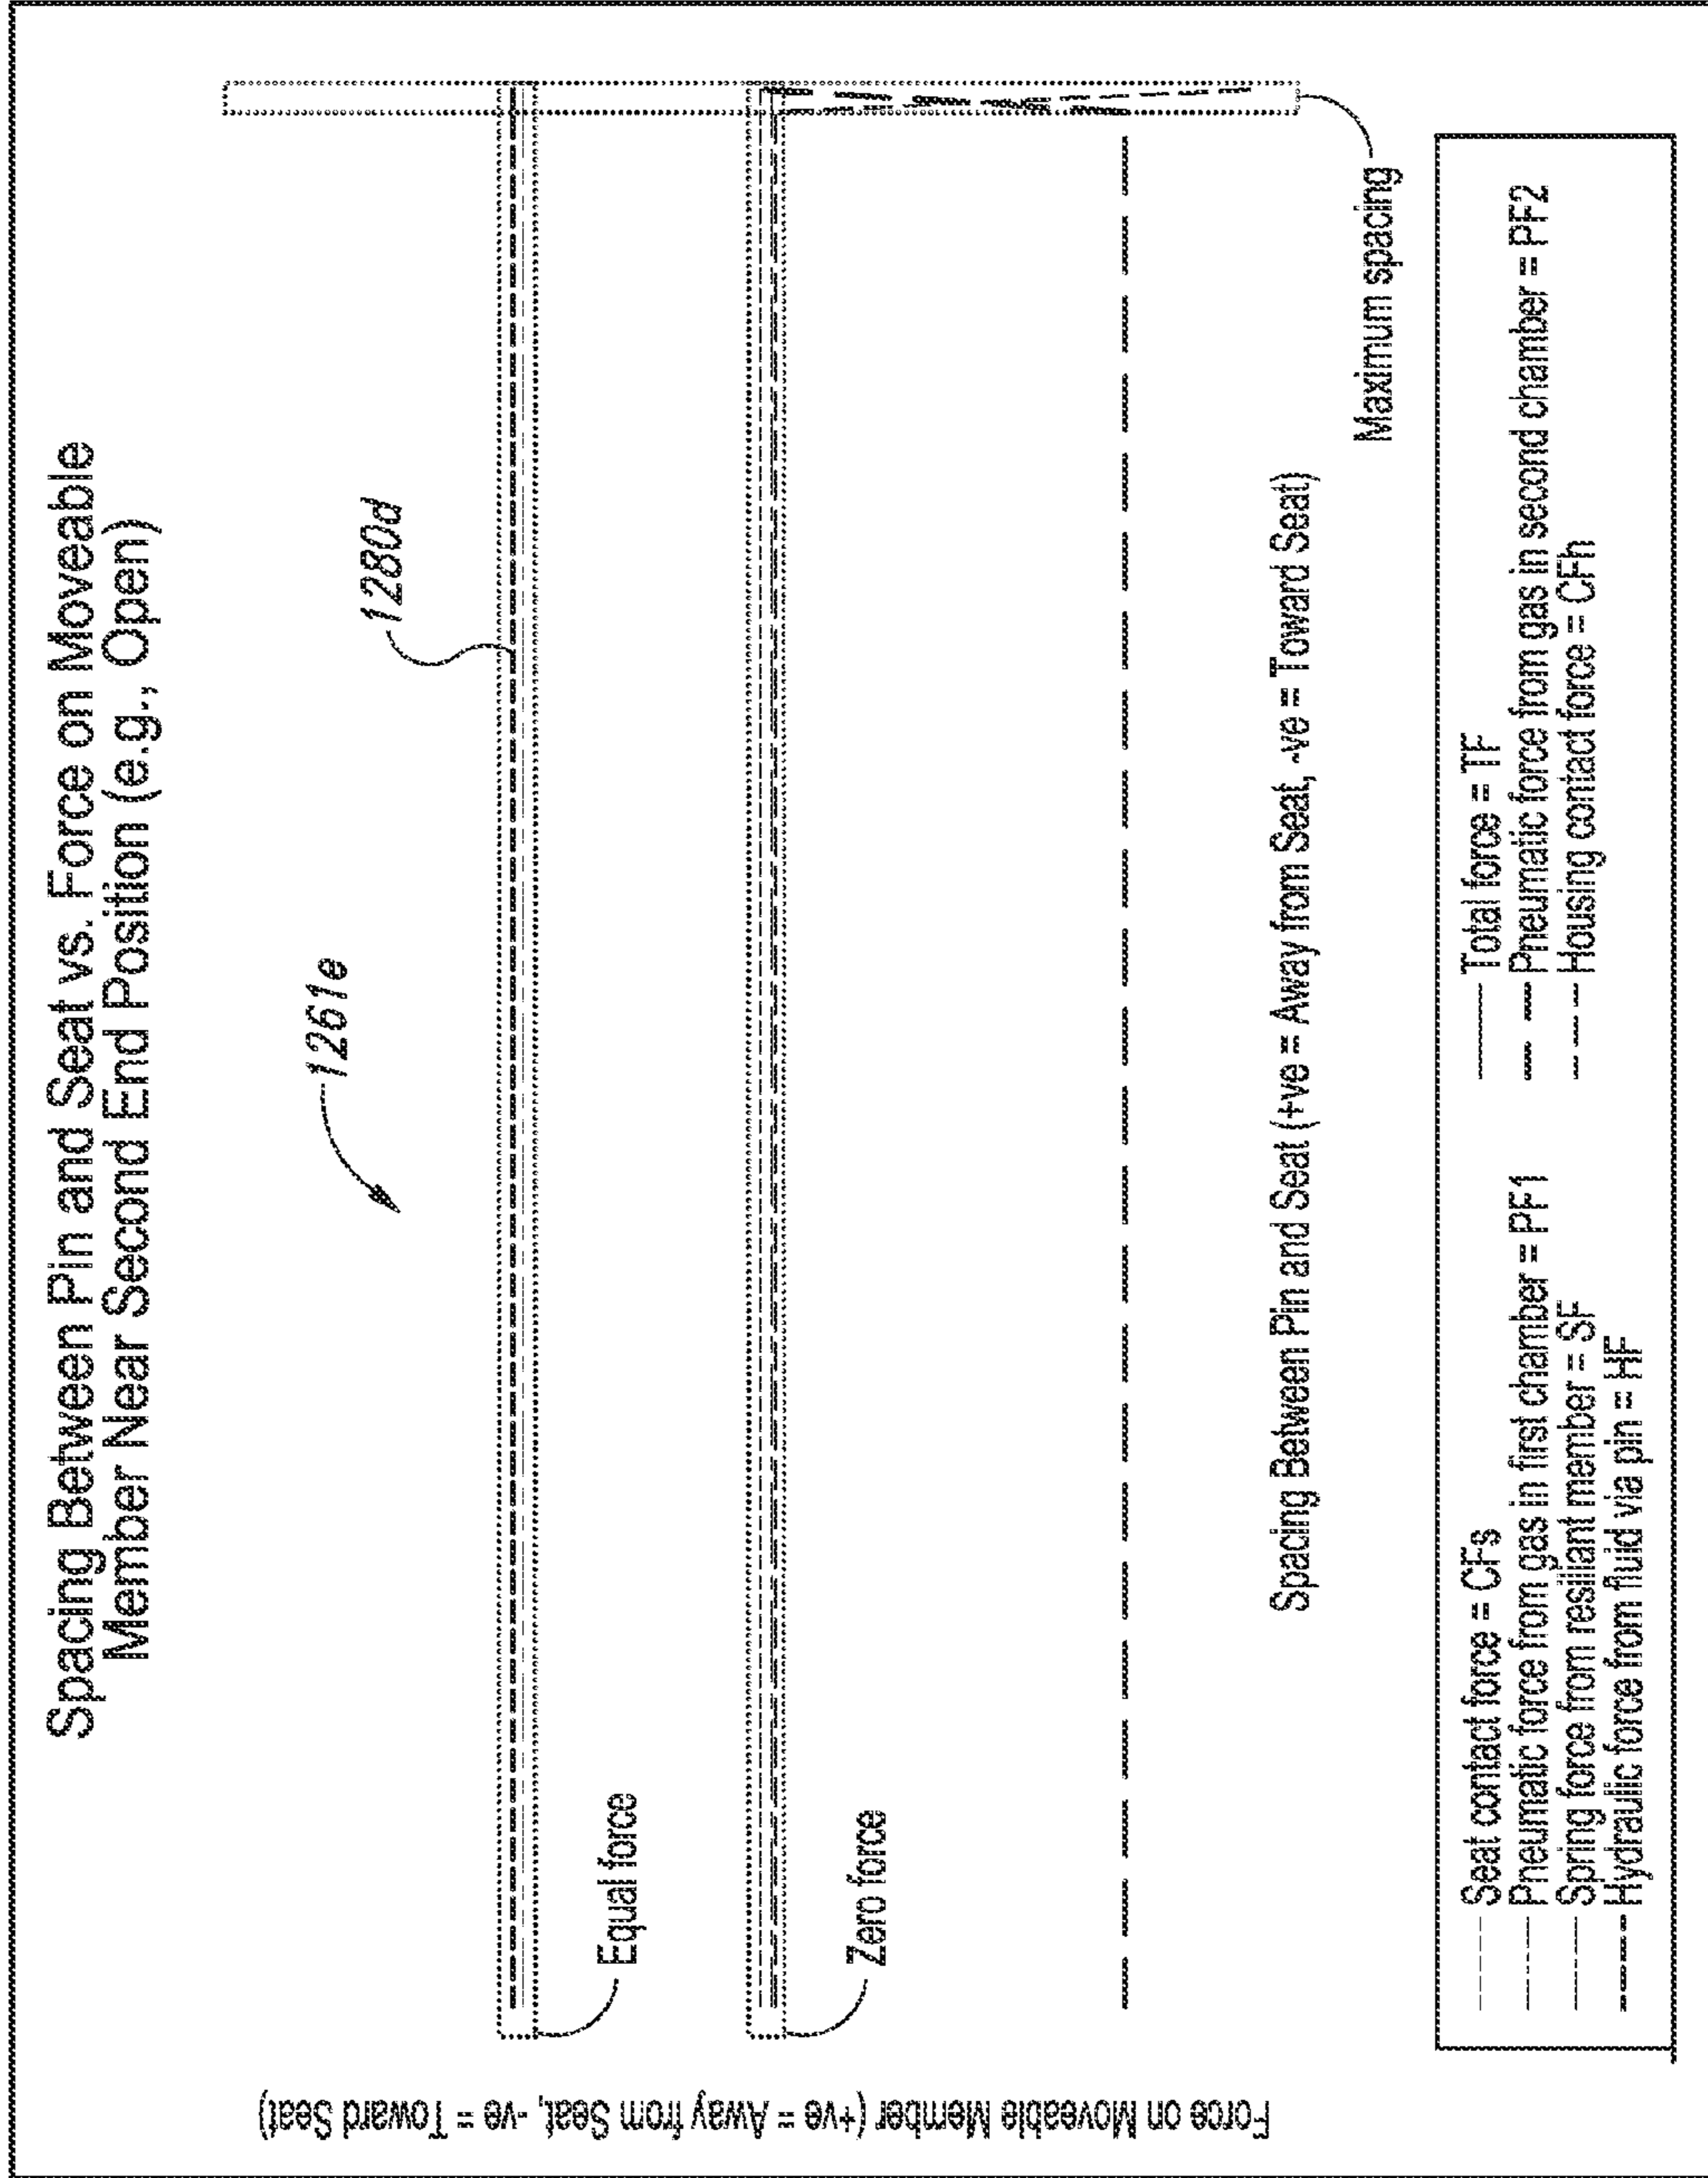 Spacing Between Pin and Seat vs. Force on Moveable
Member Near Second End Position (e.g., Open)
1261e
1280d
Equal force
Zero force
Force on Moveable Member (+ve = Away from Seat, -ve = Toward Seat)
Spacing Between Pin and Seat (+ve = Away from Seat, -ve = Toward Seat)
Maximum spacing
Seat contact force = CFs
Pneumatic force from gas in first chamber = PF1
Spring force from resiliant member = SF
Hydraulic force from fluid via pin = HF
Total force = TF
Pneumatic force from gas in second chamber = PF2
Housing contact force = CFh